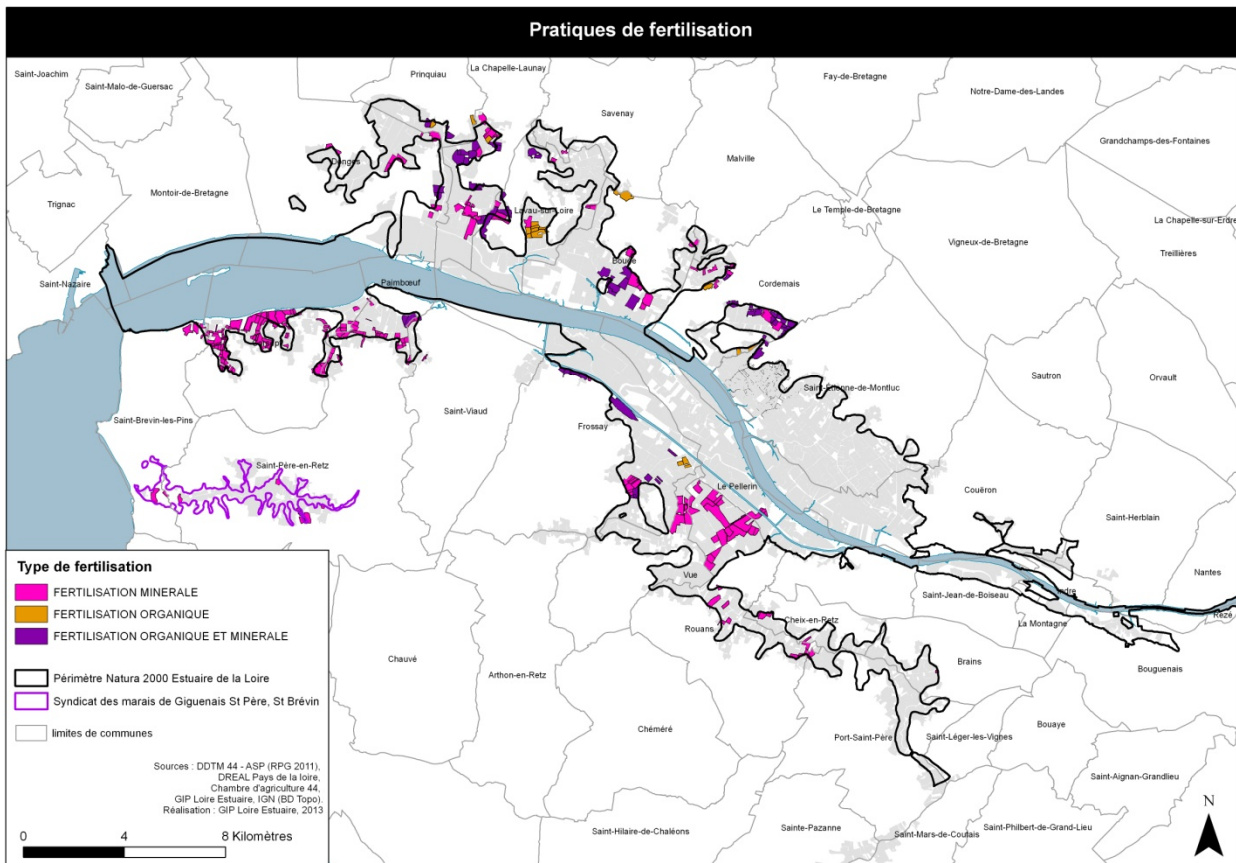 Pratiques de fertilisation
Saint-Joachim
Saint-Malo-de-Guersac
Prinquiau
La Chapelle-Launay
Savenay
Fay-de-Bretagne
Notre-Dame-des-Landes
Grandchamps-des-Fontaines
Malville
Donges
Montoir-de-Bretagne
Trignac
Lavau-sur-Loire
Le Temple-de-Bretagne
La Chapelle-sur-Erdre
Vigneux-de-Bretagne
Treillières
Bouée
Saint-Nazaire
Paimbœuf
Cordemais
Sautron
Orvault
Saint-Étienne-de-Montluc
Saint-Viaud
Saint-Brevin-les-Pins
Frossay
Saint-Père-en-Retz
Le Pellerin
Couëron
Saint-Herblain
Nantes
Vue
Saint-Jean-de-Boiseau
Rezé
La Montagne
Rouans
Cheix-en-Retz
Brains
Bouguenais
Chauvé
Arthon-en-Retz
Chéméré
Bouaye
Port-Saint-Père
Saint-Léger-les-Vignes
Saint-Aignan-Grandlieu
Saint-Hilaire-de-Chaléons
Sainte-Pazanne
Saint-Mars-de-Coutais
Saint-Philbert-de-Grand-Lieu
N
Type de fertilisation
FERTILISATION MINERALE
FERTILISATION ORGANIQUE
FERTILISATION ORGANIQUE ET MINERALE
Périmètre Natura 2000 Estuaire de la Loire
Syndicat des marais de Giguenais St Père, St Brévin
limites de communes
Sources : DDTM 44 - ASP (RPG 2011),
DREAL Pays de la loire,
Chambre d'agriculture 44,
GIP Loire Estuaire, IGN (BD Topo).
Réalisation : GIP Loire Estuaire, 2013
0 4 8 Kilomètres